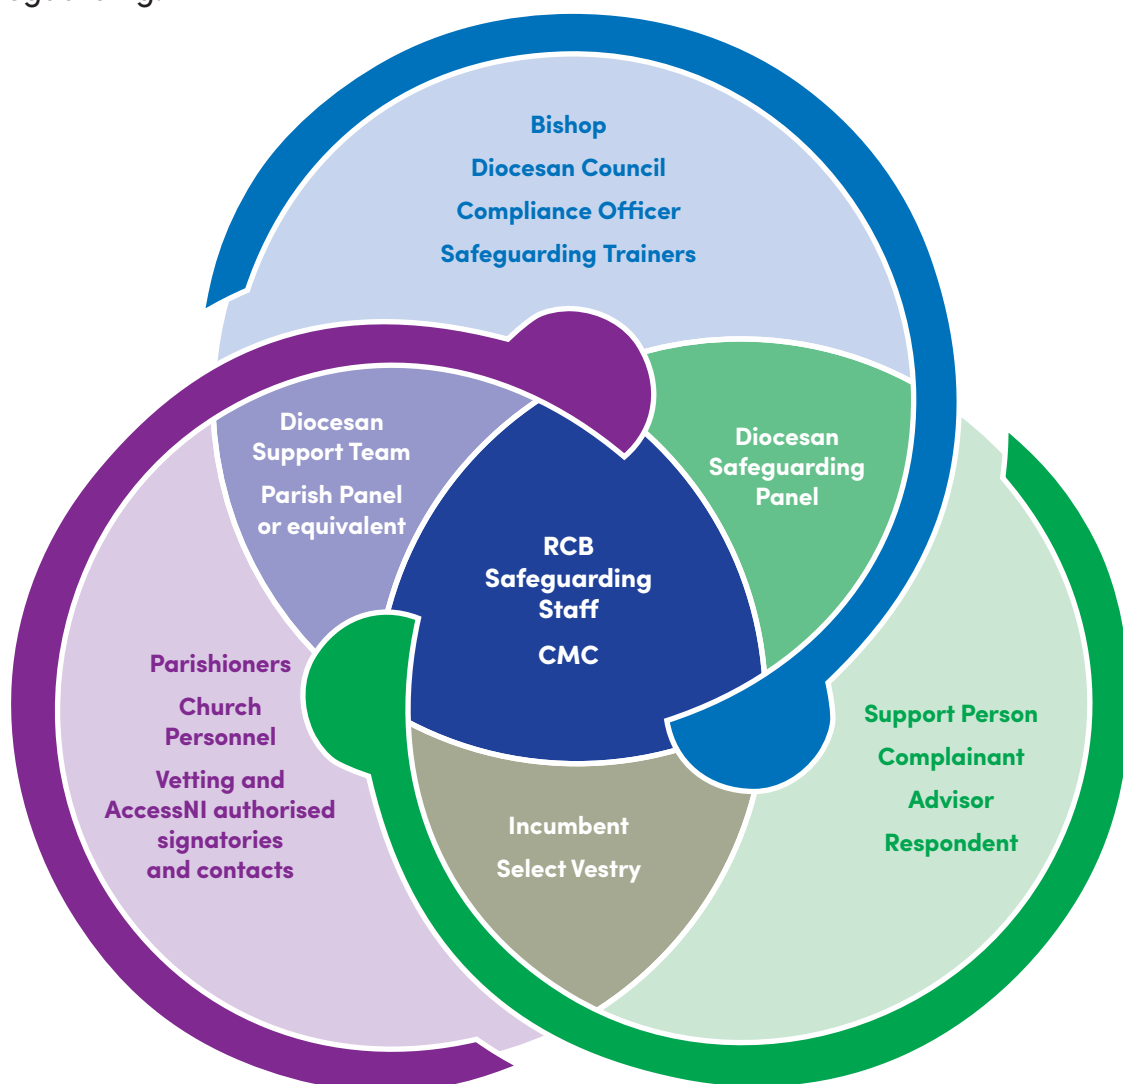 Bishop
Diocesan Council
Compliance Officer
Safeguarding Trainers
Diocesan
Support Team
Parish Panel
or equivalent
Diocesan
Safeguarding
Panel
RCB
Safeguarding
Staff
CMC
Parishioners
Church
Personnel
Vetting and
AccessNI authorised
signatories
and contacts
Support Person
Complainant
Advisor
Respondent
Incumbent
Select Vestry